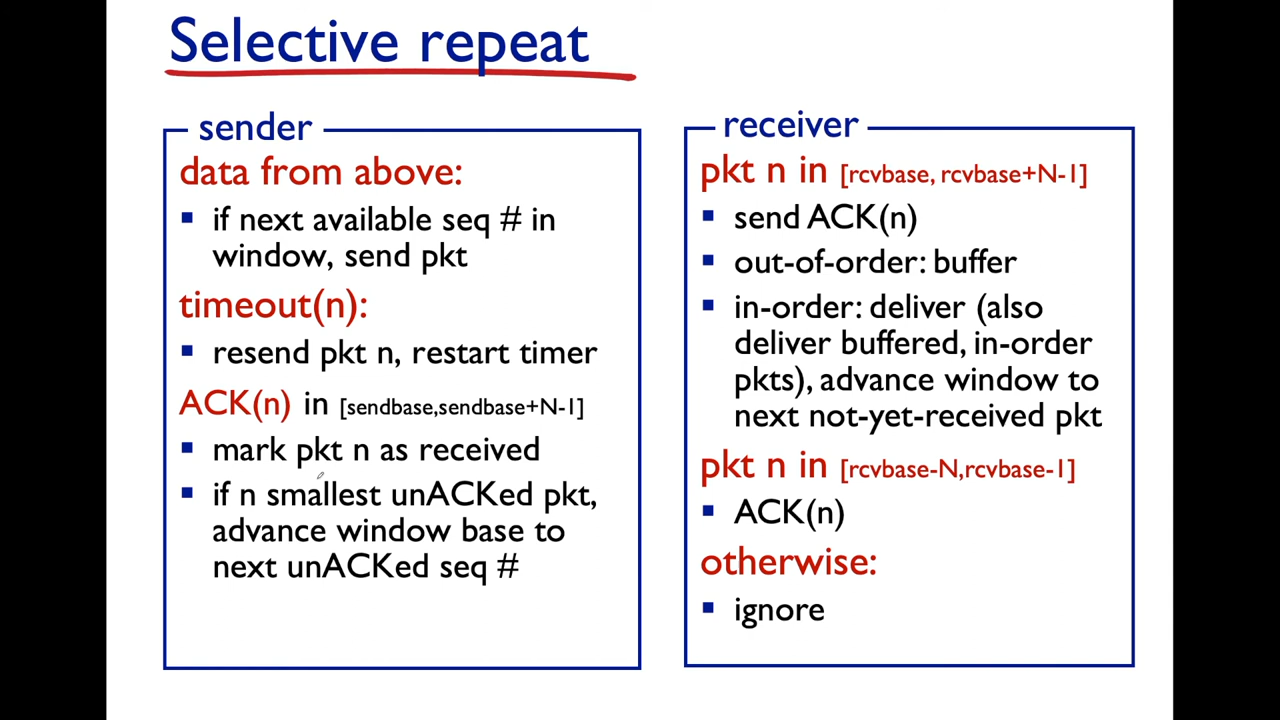 Selective repeat
sender
data from above:
▪ if next available seq # in
window, send pkt
timeout(n):
▪ resend pkt n, restart timer
ACK(n) in [sendbase,sendbase+N-1]
▪ mark pkt n as received
▪ if n smallest unACKed pkt,
advance window base to
next unACKed seq #
receiver
pkt n in [rcvbase, rcvbase+N-1]
▪ send ACK(n)
▪ out-of-order: buffer
▪ in-order: deliver (also
deliver buffered, in-order
pkts), advance window to
next not-yet-received pkt
pkt n in [rcvbase-N,rcvbase-1]
▪ ACK(n)
otherwise:
▪ ignore